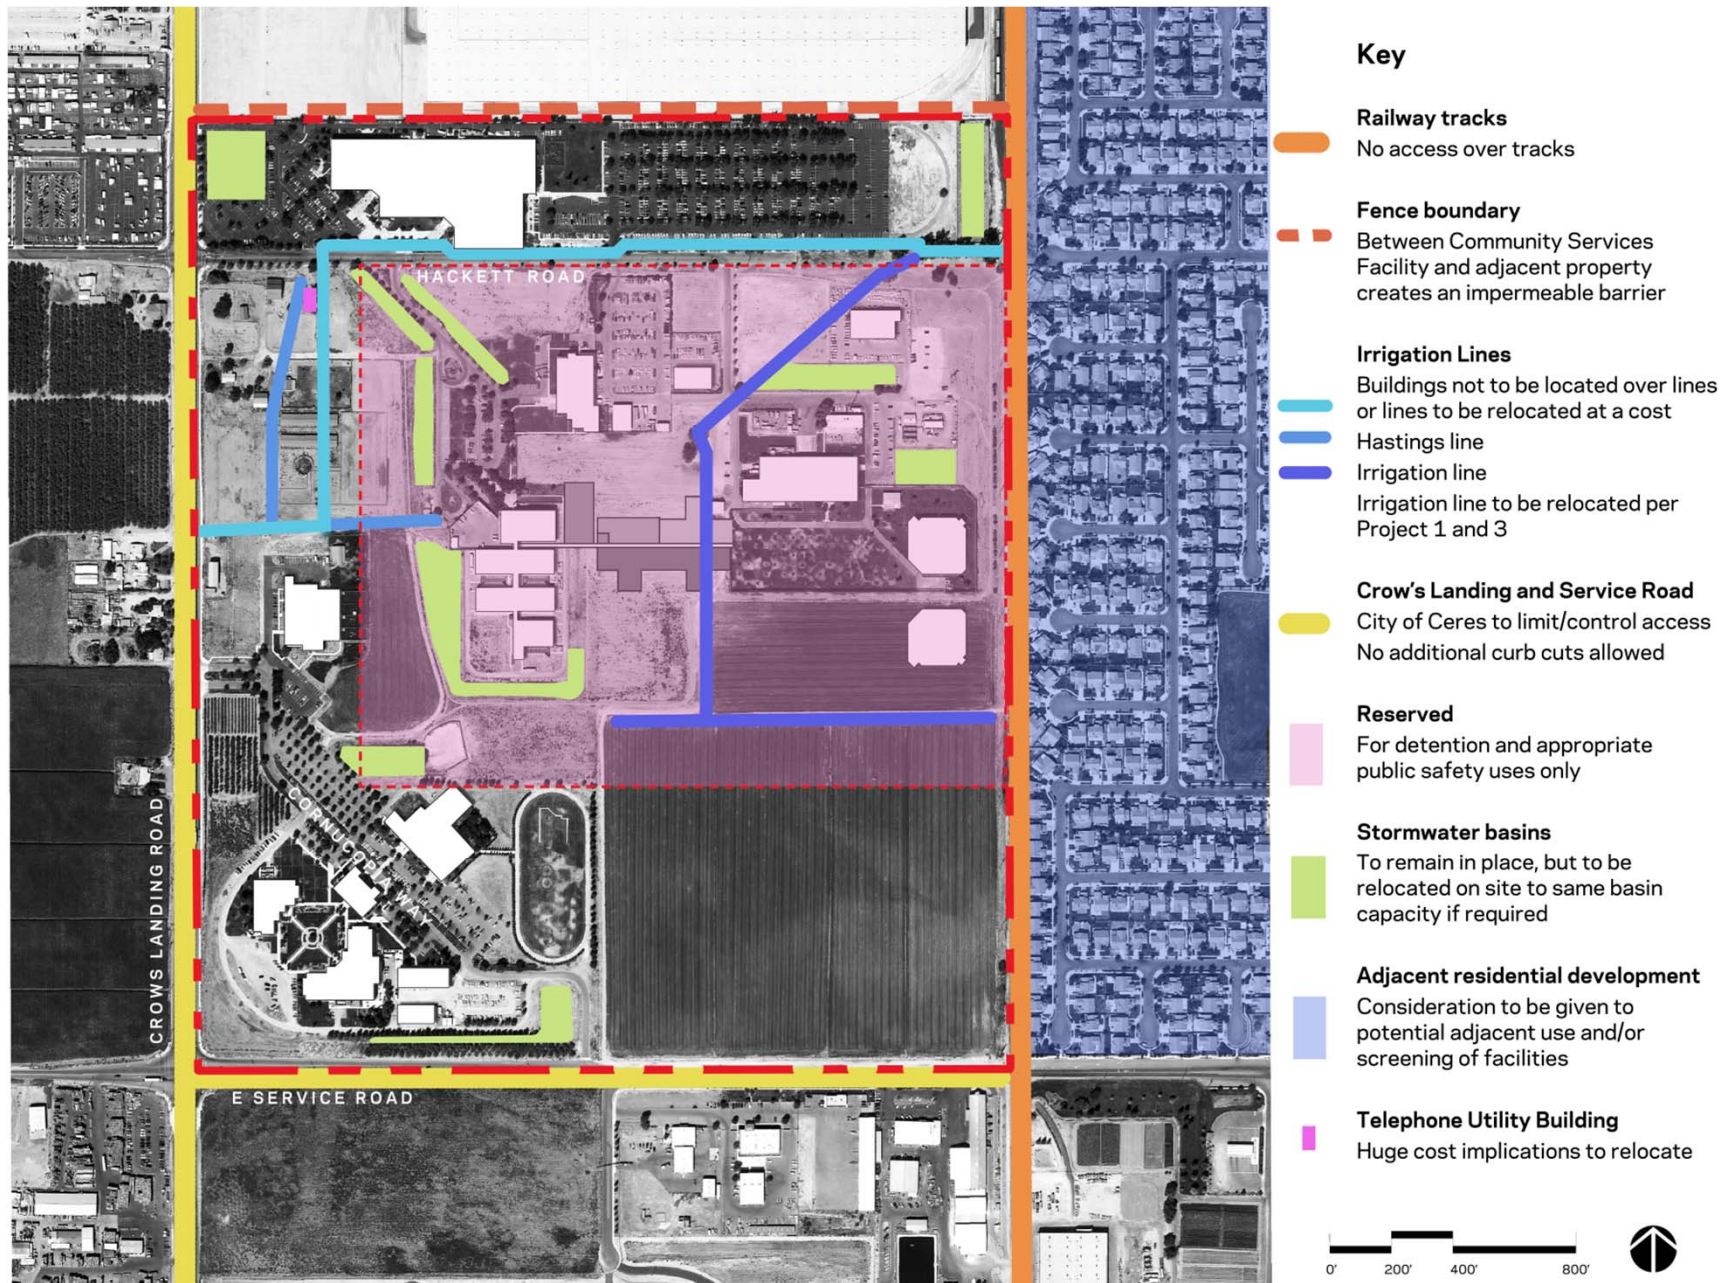 Key
Railway tracks
No access over tracks
Fence boundary
Between Community Services
Facility and adjacent property
creates an impermeable barrier
Irrigation Lines
Buildings not to be located over lines
or lines to be relocated at a cost
Hastings line
Irrigation line
Irrigation line to be relocated per
Project 1 and 3
Crow's Landing and Service Road
City of Ceres to limit/control access
No additional curb cuts allowed
Reserved
For detention and appropriate
public safety uses only
Stormwater basins
To remain in place, but to be
relocated on site to same basin
capacity if required
Adjacent residential development
Consideration to be given to
potential adjacent use and/or
screening of facilities
Telephone Utility Building
Huge cost implications to relocate
0' 200' 400' 800'
HACKETT ROAD
CORNUCOPIA WAY
CROWS LANDING ROAD
E SERVICE ROAD